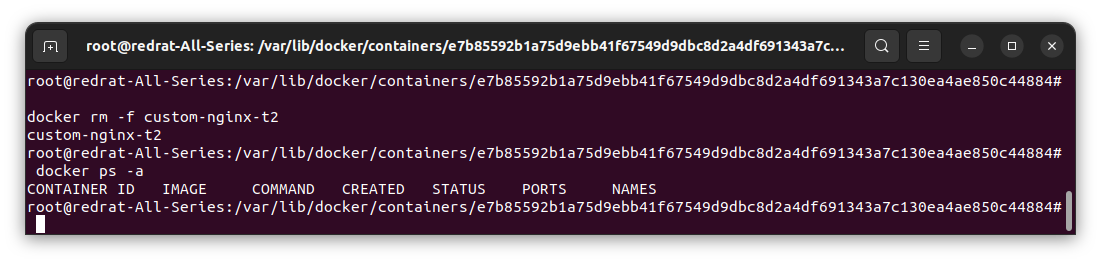 root@redrat-All-Series: /var/lib/docker/containers/e7b85592b1a75d9ebb41f67549d9dbc8d2a4df691343a7c...
root@redrat-All-Series:/var/lib/docker/containers/e7b85592b1a75d9ebb41f67549d9dbc8d2a4df691343a7c130ea4ae850c44884#
docker rm -f custom-nginx-t2
custom-nginx-t2
root@redrat-All-Series:/var/lib/docker/containers/e7b85592b1a75d9ebb41f67549d9dbc8d2a4df691343a7c130ea4ae850c44884#
docker ps -a
CONTAINER ID   IMAGE     COMMAND   CREATED   STATUS    PORTS     NAMES
root@redrat-All-Series:/var/lib/docker/containers/e7b85592b1a75d9ebb41f67549d9dbc8d2a4df691343a7c130ea4ae850c44884#